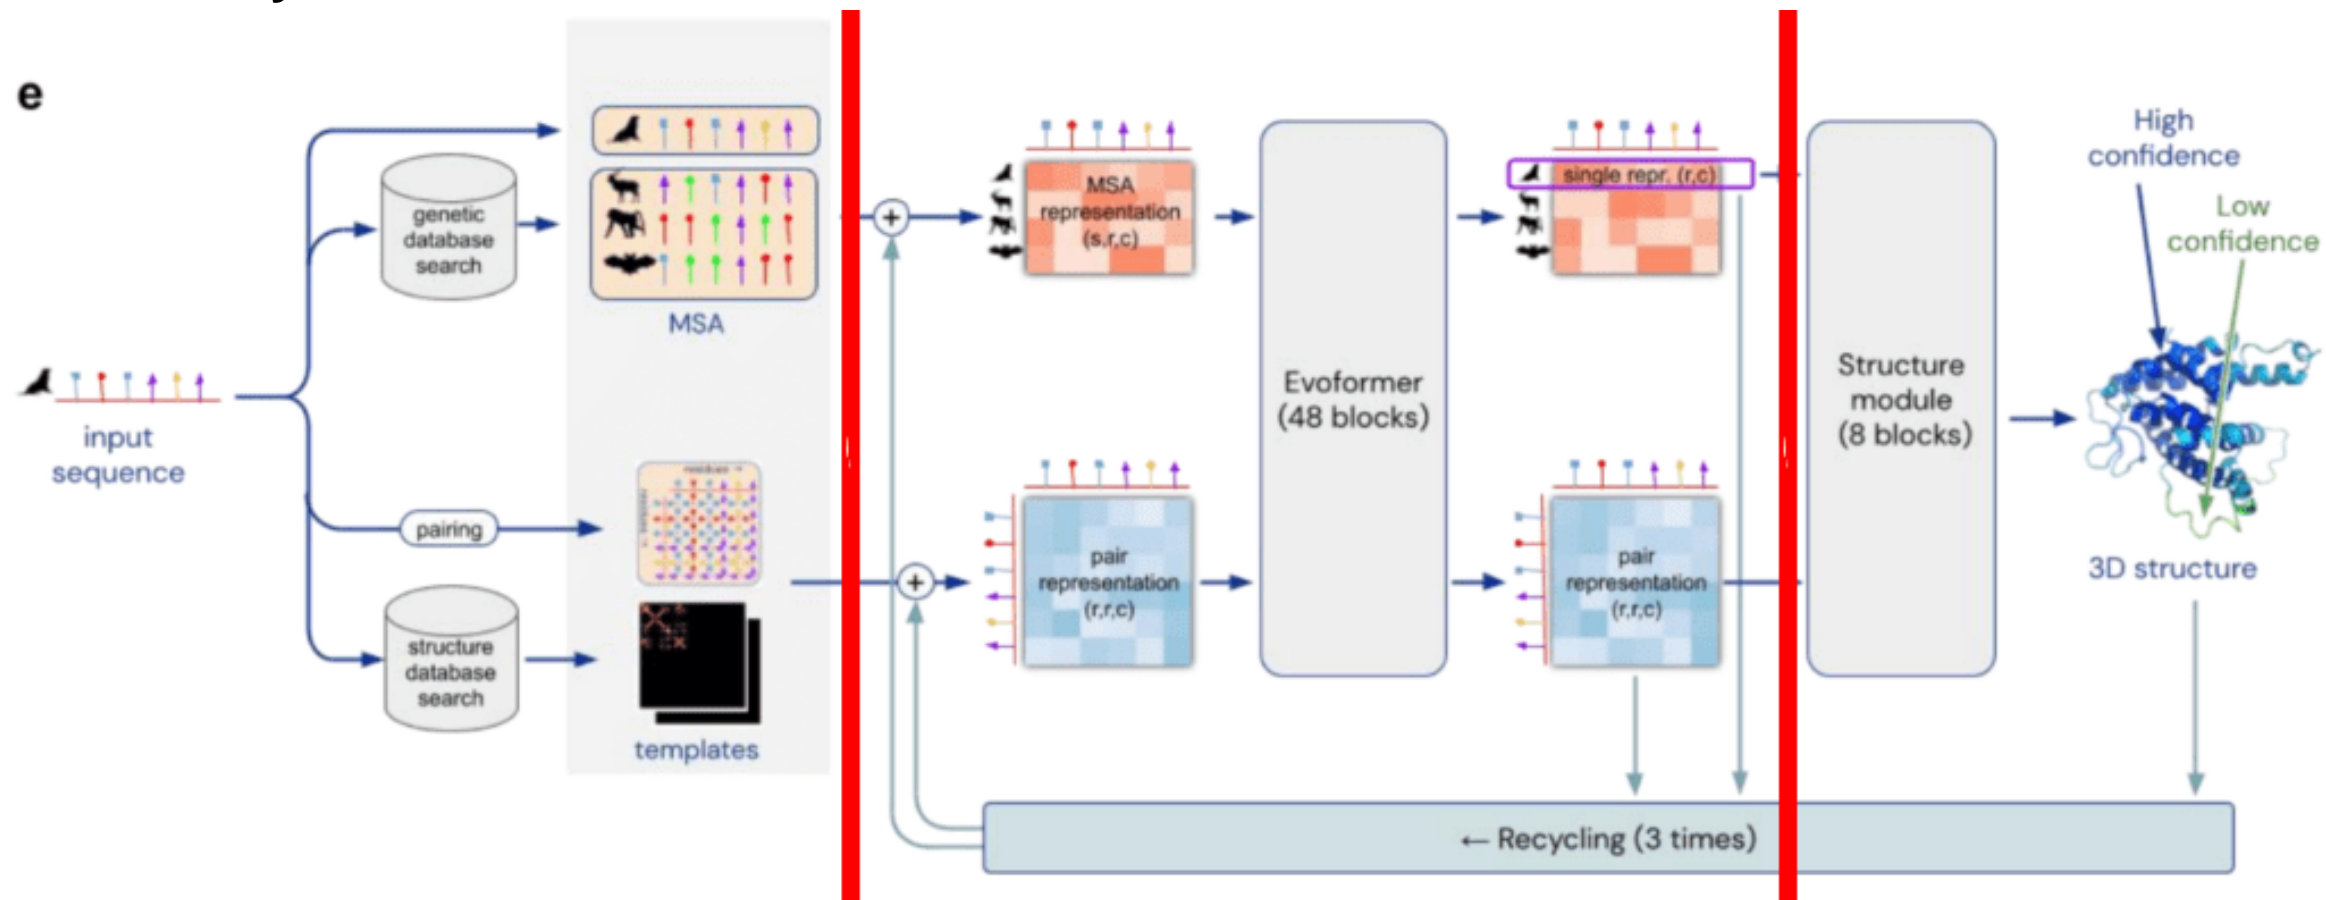 e
input
sequence
genetic
database
search
pairing
structure
database
search
MSA
residues →
templates
MSA
representation
(s,r,c)
pair
representation
(r,r,c)
Evoformer
(48 blocks)
single repr. (r,c)
pair
representation
(r,r,c)
Structure
module
(8 blocks)
High
confidence
Low
confidence
3D structure
← Recycling (3 times)